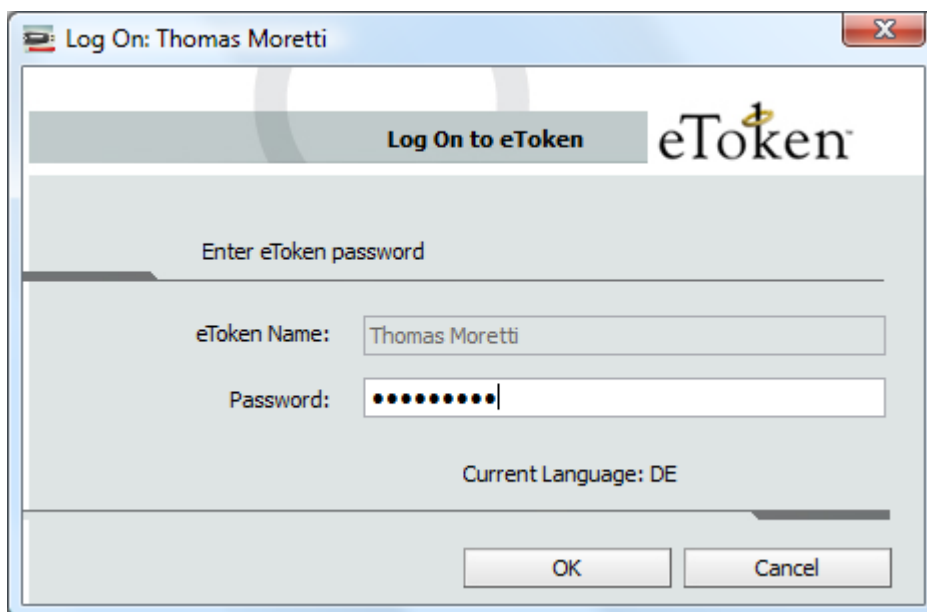 Log On: Thomas Moretti
Log On to eToken
eToken™
Enter eToken password
eToken Name: Thomas Moretti
Password: •••••••••
Current Language: DE
OK Cancel